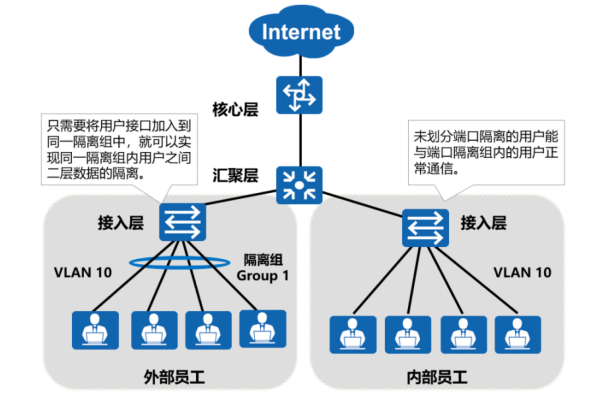 Internet
核心层
只需要将用户接口加入到
同一隔离组中，就可以实
现同一隔离组内用户之间
二层数据的隔离。
未划分端口隔离的用户能
与端口隔离组内的用户正
常通信。
汇聚层
接入层
接入层
VLAN 10
隔离组
Group 1
VLAN 10
外部员工
内部员工